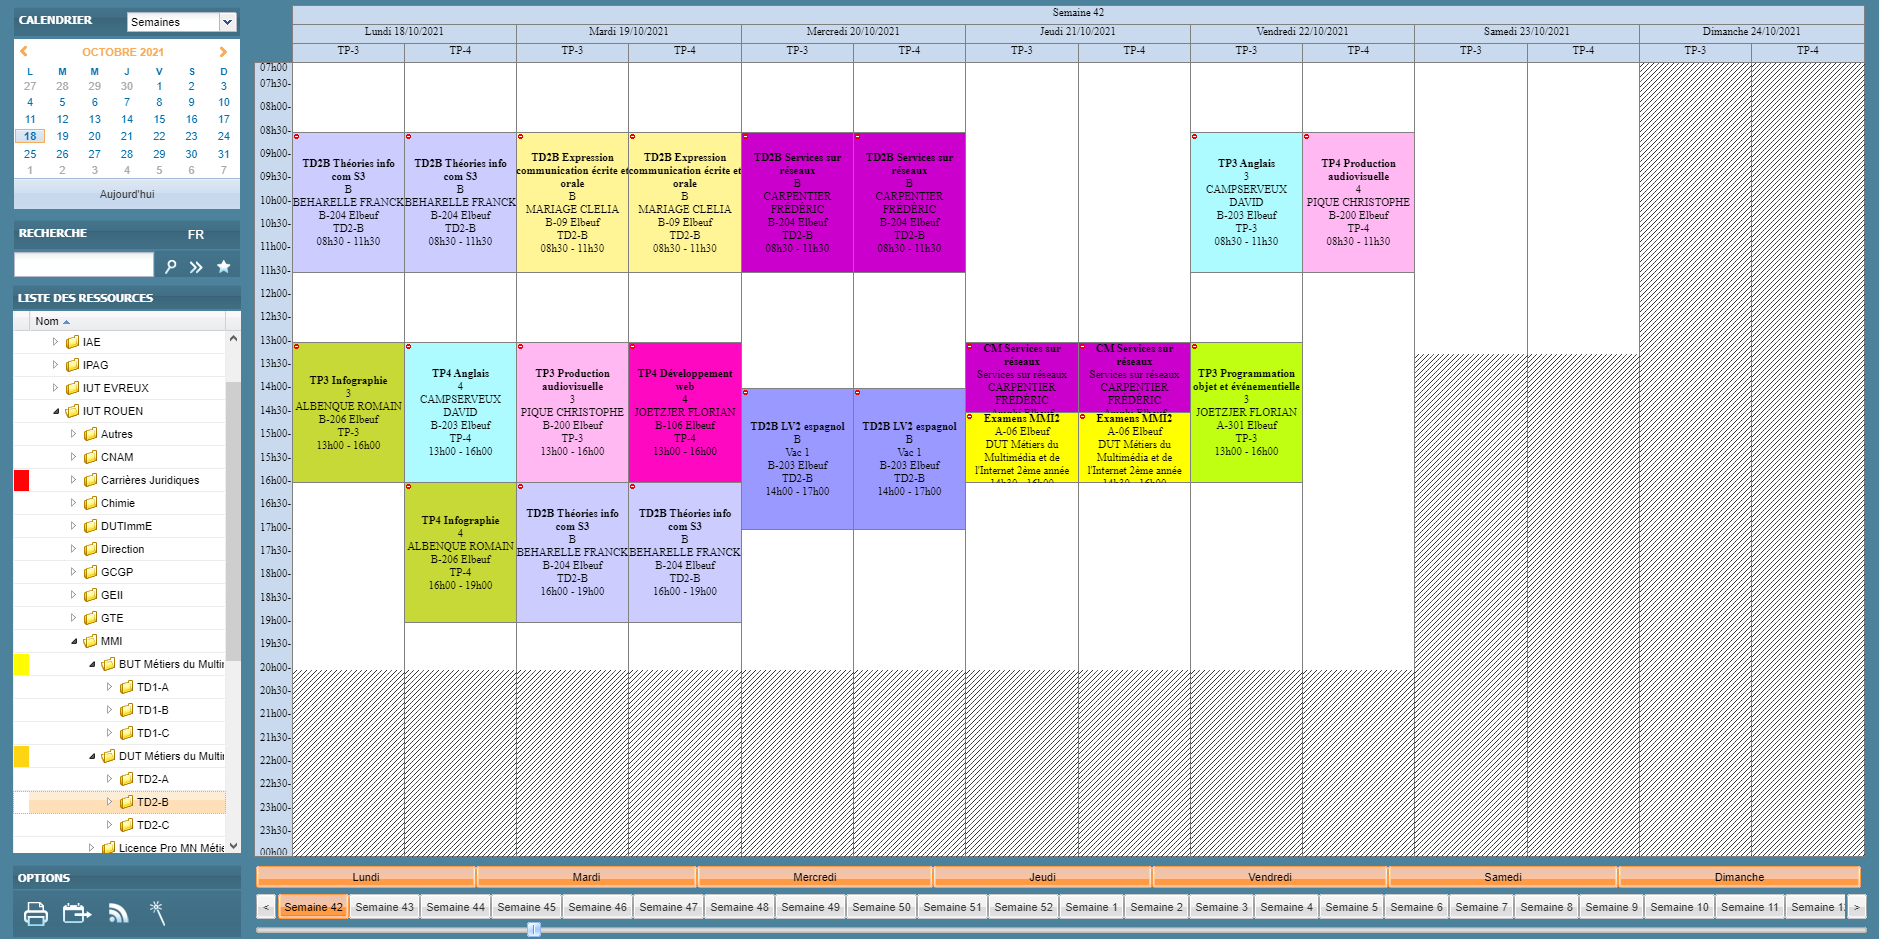 CALENDRIER
Semaines
OCTOBRE 2021
L M M J V S D
27 28 29 30 1 2 3
4 5 6 7 8 9 10
11 12 13 14 15 16 17
18 19 20 21 22 23 24
25 26 27 28 29 30 31
1 2 3 4 5 6 7
Aujourd'hui
RECHERCHE FR
LISTE DES RESSOURCES
Nom
IAE
IPAG
IUT EVREUX
IUT ROUEN
Autres
CNAM
Carrières Juridiques
Chimie
DUTImmE
Direction
GCGP
GEII
GTE
MMI
BUT Métiers du Multi
TD1-A
TD1-B
TD1-C
DUT Métiers du Multi
TD2-A
TD2-B
TD2-C
Licence Pro MN Métie
OPTIONS
Semaine 42
Lundi 18/10/2021 Mardi 19/10/2021 Mercredi 20/10/2021 Jeudi 21/10/2021 Vendredi 22/10/2021 Samedi 23/10/2021 Dimanche 24/10/2021
TP-3 TP-4 TP-3 TP-4 TP-3 TP-4 TP-3 TP-4 TP-3 TP-4 TP-3 TP-4 TP-3 TP-4
07h00
07h30-
08h00-
08h30-
09h00-
09h30-
10h00-
10h30-
11h00-
11h30-
12h00-
12h30-
13h00-
13h30-
14h00-
14h30-
15h00-
15h30-
16h00-
16h30-
17h00-
17h30-
18h00-
18h30-
19h00-
19h30-
20h00-
20h30-
21h00-
21h30-
22h00-
22h30-
23h00-
23h30-
00h00
TD2B Théories info
com S3
B
BEHARELLE FRANCK
B-204 Elbeuf
TD2-B
08h30 - 11h30
TD2B Théories info
com S3
B
BEHARELLE FRANCK
B-204 Elbeuf
TD2-B
08h30 - 11h30
TD2B Expression
communication écrite et
orale
B
MARIAGE CLELIA
B-09 Elbeuf
TD2-B
08h30 - 11h30
TD2B Expression
communication écrite et
orale
B
MARIAGE CLELIA
B-09 Elbeuf
TD2-B
08h30 - 11h30
TD2B Services sur
réseaux
B
CARPENTIER
FRÉDÉRIC
B-204 Elbeuf
TD2-B
08h30 - 11h30
TD2B Services sur
réseaux
B
CARPENTIER
FRÉDÉRIC
B-204 Elbeuf
TD2-B
08h30 - 11h30
TP3 Anglais
3
CAMPSERVEUX
DAVID
B-203 Elbeuf
TP-3
08h30 - 11h30
TP4 Production
audiovisuelle
4
PIQUE CHRISTOPHE
B-200 Elbeuf
TP-4
08h30 - 11h30
TP3 Infographie
3
ALBENQUE ROMAIN
B-206 Elbeuf
TP-3
13h00 - 16h00
TP4 Anglais
4
CAMPSERVEUX
DAVID
B-203 Elbeuf
TP-4
13h00 - 16h00
TP3 Production
audiovisuelle
3
PIQUE CHRISTOPHE
B-200 Elbeuf
TP-3
13h00 - 16h00
TP4 Développement
web
4
JOETZJER FLORIAN
B-106 Elbeuf
TP-4
13h00 - 16h00
TD2B LV2 espagnol
B
Vac 1
B-203 Elbeuf
TD2-B
14h00 - 17h00
TD2B LV2 espagnol
B
Vac 1
B-203 Elbeuf
TD2-B
14h00 - 17h00
CM Services sur
réseaux
Services sur réseaux
CARPENTIER
FRÉDÉRIC
CM Services sur
réseaux
Services sur réseaux
CARPENTIER
FRÉDÉRIC
Examens MMI2
A-06 Elbeuf
DUT Métiers du
Multimédia et de
l'Internet 2ème année
14h30 - 16h00
Examens MMI2
A-06 Elbeuf
DUT Métiers du
Multimédia et de
l'Internet 2ème année
14h30 - 16h00
TP3 Programmation
objet et événementielle
3
JOETZJER FLORIAN
A-301 Elbeuf
TP-3
13h00 - 16h00
TP4 Infographie
4
ALBENQUE ROMAIN
B-206 Elbeuf
TP-4
16h00 - 19h00
TD2B Théories info
com S3
B
BEHARELLE FRANCK
B-204 Elbeuf
TD2-B
16h00 - 19h00
TD2B Théories info
com S3
B
BEHARELLE FRANCK
B-204 Elbeuf
TD2-B
16h00 - 19h00
Lundi Mardi Mercredi Jeudi Vendredi Samedi Dimanche
< Semaine 42 Semaine 43 Semaine 44 Semaine 45 Semaine 46 Semaine 47 Semaine 48 Semaine 49 Semaine 50 Semaine 51 Semaine 52 Semaine 1 Semaine 2 Semaine 3 Semaine 4 Semaine 5 Semaine 6 Semaine 7 Semaine 8 Semaine 9 Semaine 10 Semaine 11 Semaine 1 >